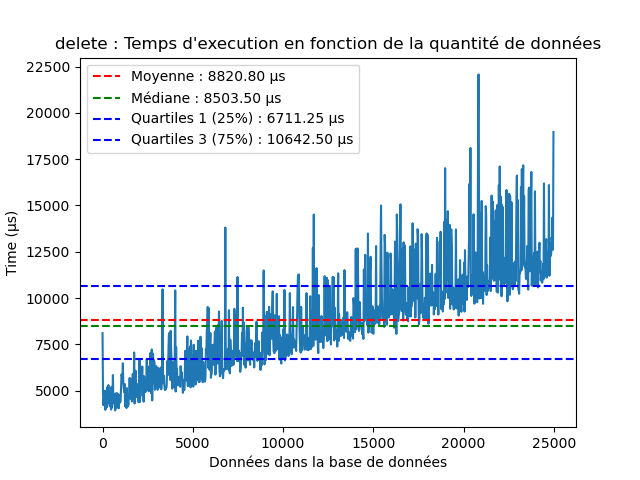 delete : Temps d'execution en fonction de la quantité de données
Moyenne : 8820.80 µs
Médiane : 8503.50 µs
Quartiles 1 (25%) : 6711.25 µs
Quartiles 3 (75%) : 10642.50 µs
22500
20000
17500
15000
12500
10000
7500
5000
Time (µs)
0 5000 10000 15000 20000 25000
Données dans la base de données